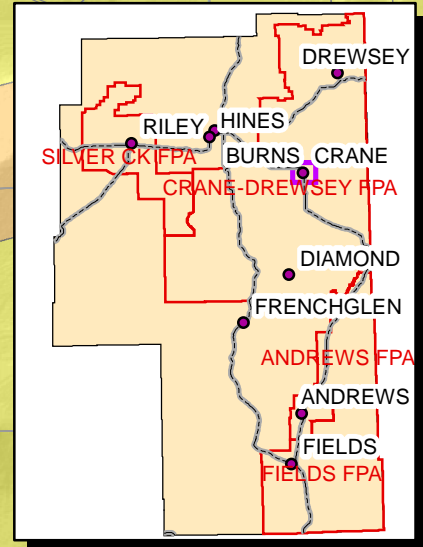 DREWSEY
RILEY HINES
SILVER CK FPA
BURNS CRANE
CRANE-DREWSEY FPA
DIAMOND
FRENCHGLEN
ANDREWS FPA
ANDREWS
FIELDS
FIELDS FPA